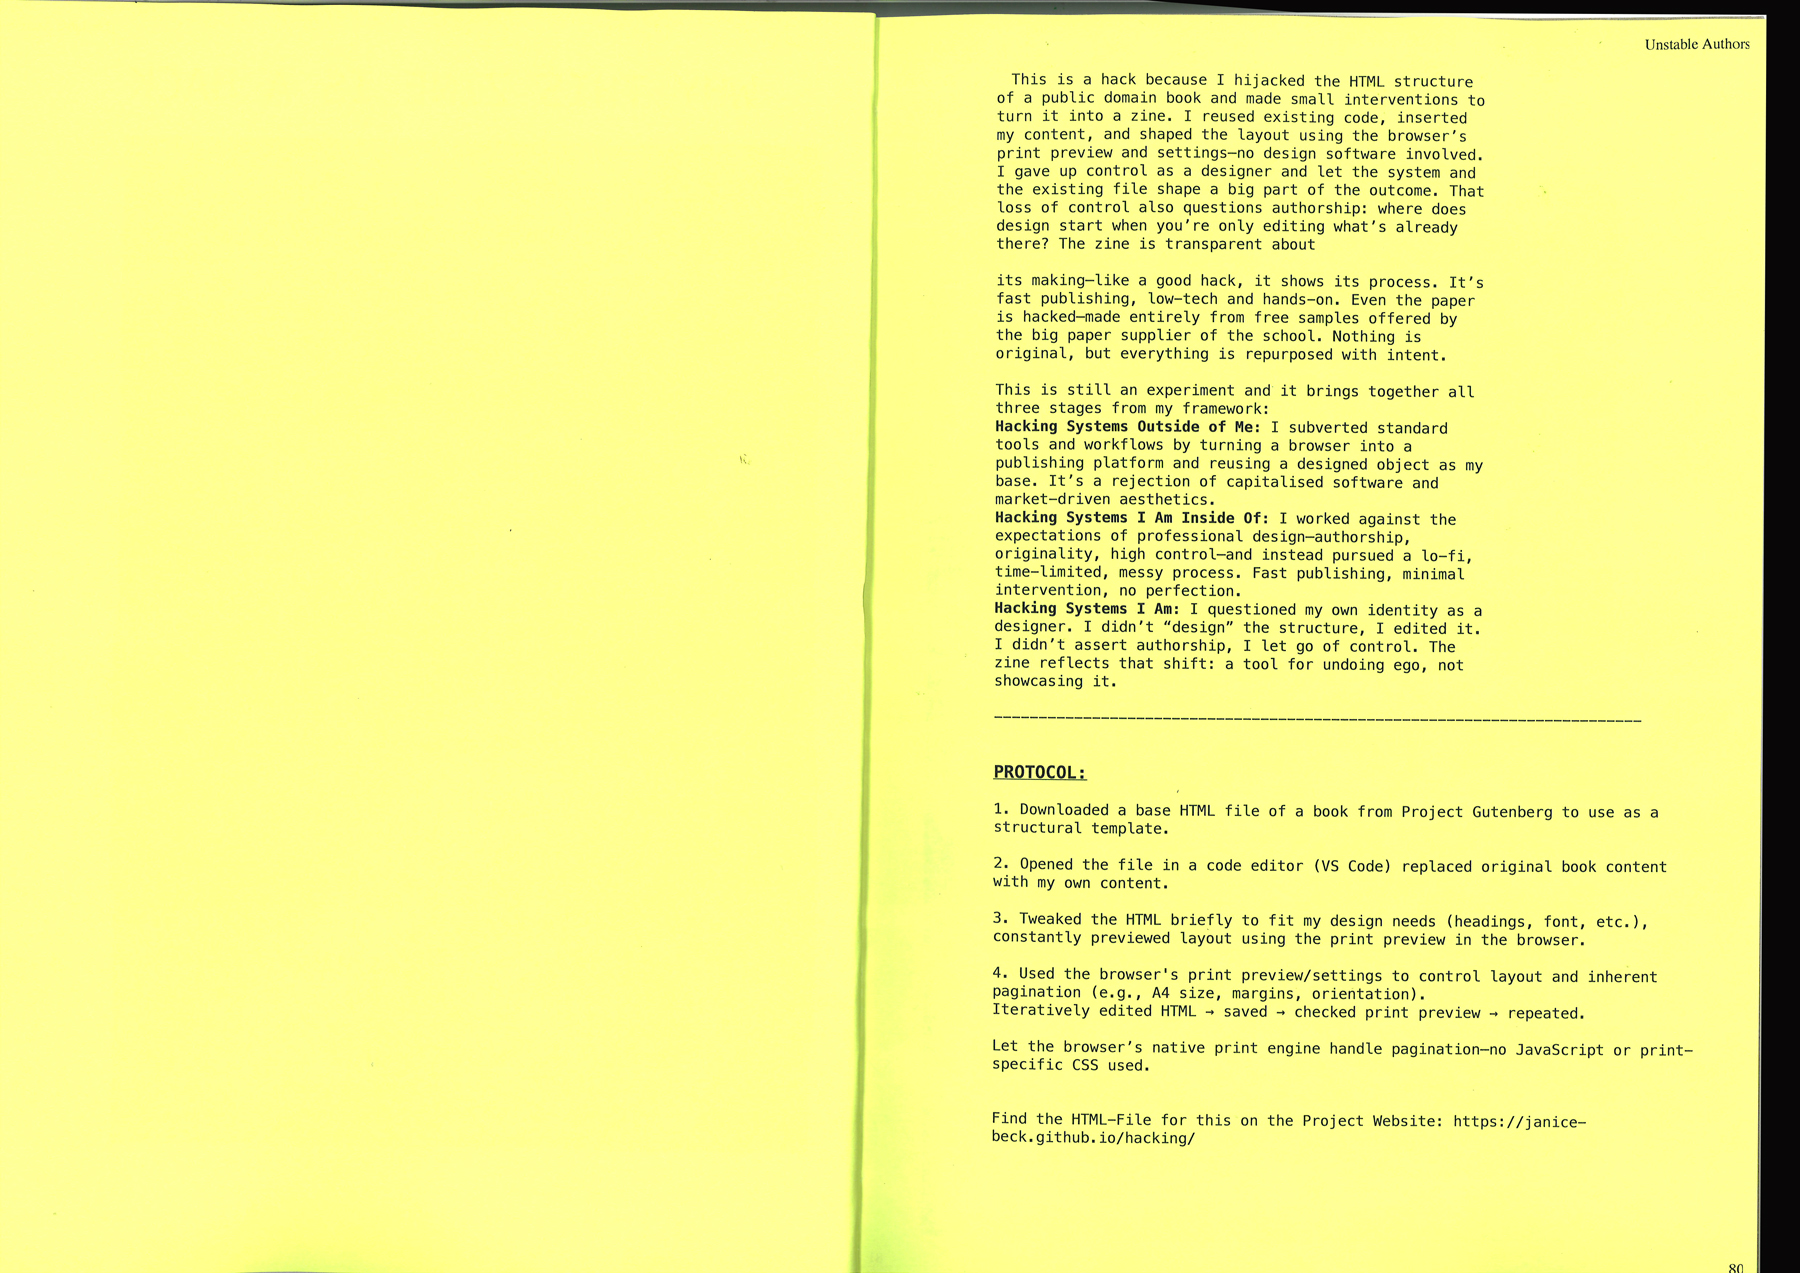 Unstable Authors
This is a hack because I hijacked the HTML structure
of a public domain book and made small interventions to
turn it into a zine. I reused existing code, inserted
my content, and shaped the layout using the browser’s
print preview and settings—no design software involved.
I gave up control as a designer and let the system and
the existing file shape a big part of the outcome. That
loss of control also questions authorship: where does
design start when you’re only editing what’s already
there? The zine is transparent about
its making—like a good hack, it shows its process. It’s
fast publishing, low-tech and hands-on. Even the paper
is hacked—made entirely from free samples offered by
the big paper supplier of the school. Nothing is
original, but everything is repurposed with intent.
This is still an experiment and it brings together all
three stages from my framework:
Hacking Systems Outside of Me: I subverted standard
tools and workflows by turning a browser into a
publishing platform and reusing a designed object as my
base. It’s a rejection of capitalised software and
market-driven aesthetics.
Hacking Systems I Am Inside Of: I worked against the
expectations of professional design—authorship,
originality, high control—and instead pursued a lo-fi,
time-limited, messy process. Fast publishing, minimal
intervention, no perfection.
Hacking Systems I Am: I questioned my own identity as a
designer. I didn’t “design” the structure, I edited it.
I didn’t assert authorship, I let go of control. The
zine reflects that shift: a tool for undoing ego, not
showcasing it.
-------------------------------------------------------------------------
PROTOCOL:
1. Downloaded a base HTML file of a book from Project Gutenberg to use as a
structural template.
2. Opened the file in a code editor (VS Code) replaced original book content
with my own content.
3. Tweaked the HTML briefly to fit my design needs (headings, font, etc.),
constantly previewed layout using the print preview in the browser.
4. Used the browser's print preview/settings to control layout and inherent
pagination (e.g., A4 size, margins, orientation).
Iteratively edited HTML → saved → checked print preview → repeated.
Let the browser’s native print engine handle pagination—no JavaScript or print-
specific CSS used.
Find the HTML-File for this on the Project Website: https://janice-
beck.github.io/hacking/
80